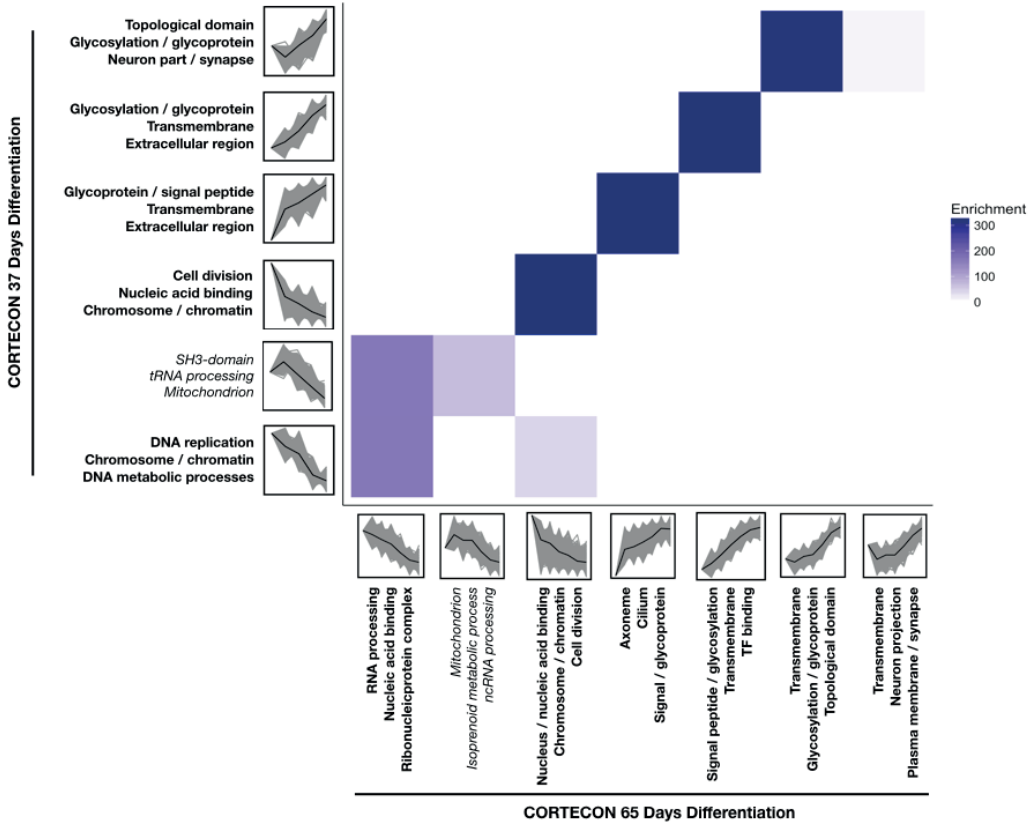 Topological domain
Glycosylation / glycoprotein
Neuron part / synapse
Glycosylation / glycoprotein
Transmembrane
Extracellular region
Glycoprotein / signal peptide
Transmembrane
Extracellular region
Cell division
Nucleic acid binding
Chromosome / chromatin
SH3-domain
tRNA processing
Mitochondrion
DNA replication
Chromosome / chromatin
DNA metabolic processes
CORTECON 37 Days Differentiation
Enrichment
300
200
100
0
RNA processing
Nucleic acid binding
Ribonucleicprotein complex
Mitochondrion
Isoprenoid metabolic process
ncRNA processing
Nucleus / nucleic acid binding
Chromosome / chromatin
Cell division
Axoneme
Cilium
Signal / glycoprotein
Signal peptide / glycosylation
Transmembrane
TF binding
Transmembrane
Glycosylation / glycoprotein
Topological domain
Transmembrane
Neuron projection
Plasma membrane / synapse
CORTECON 65 Days Differentiation